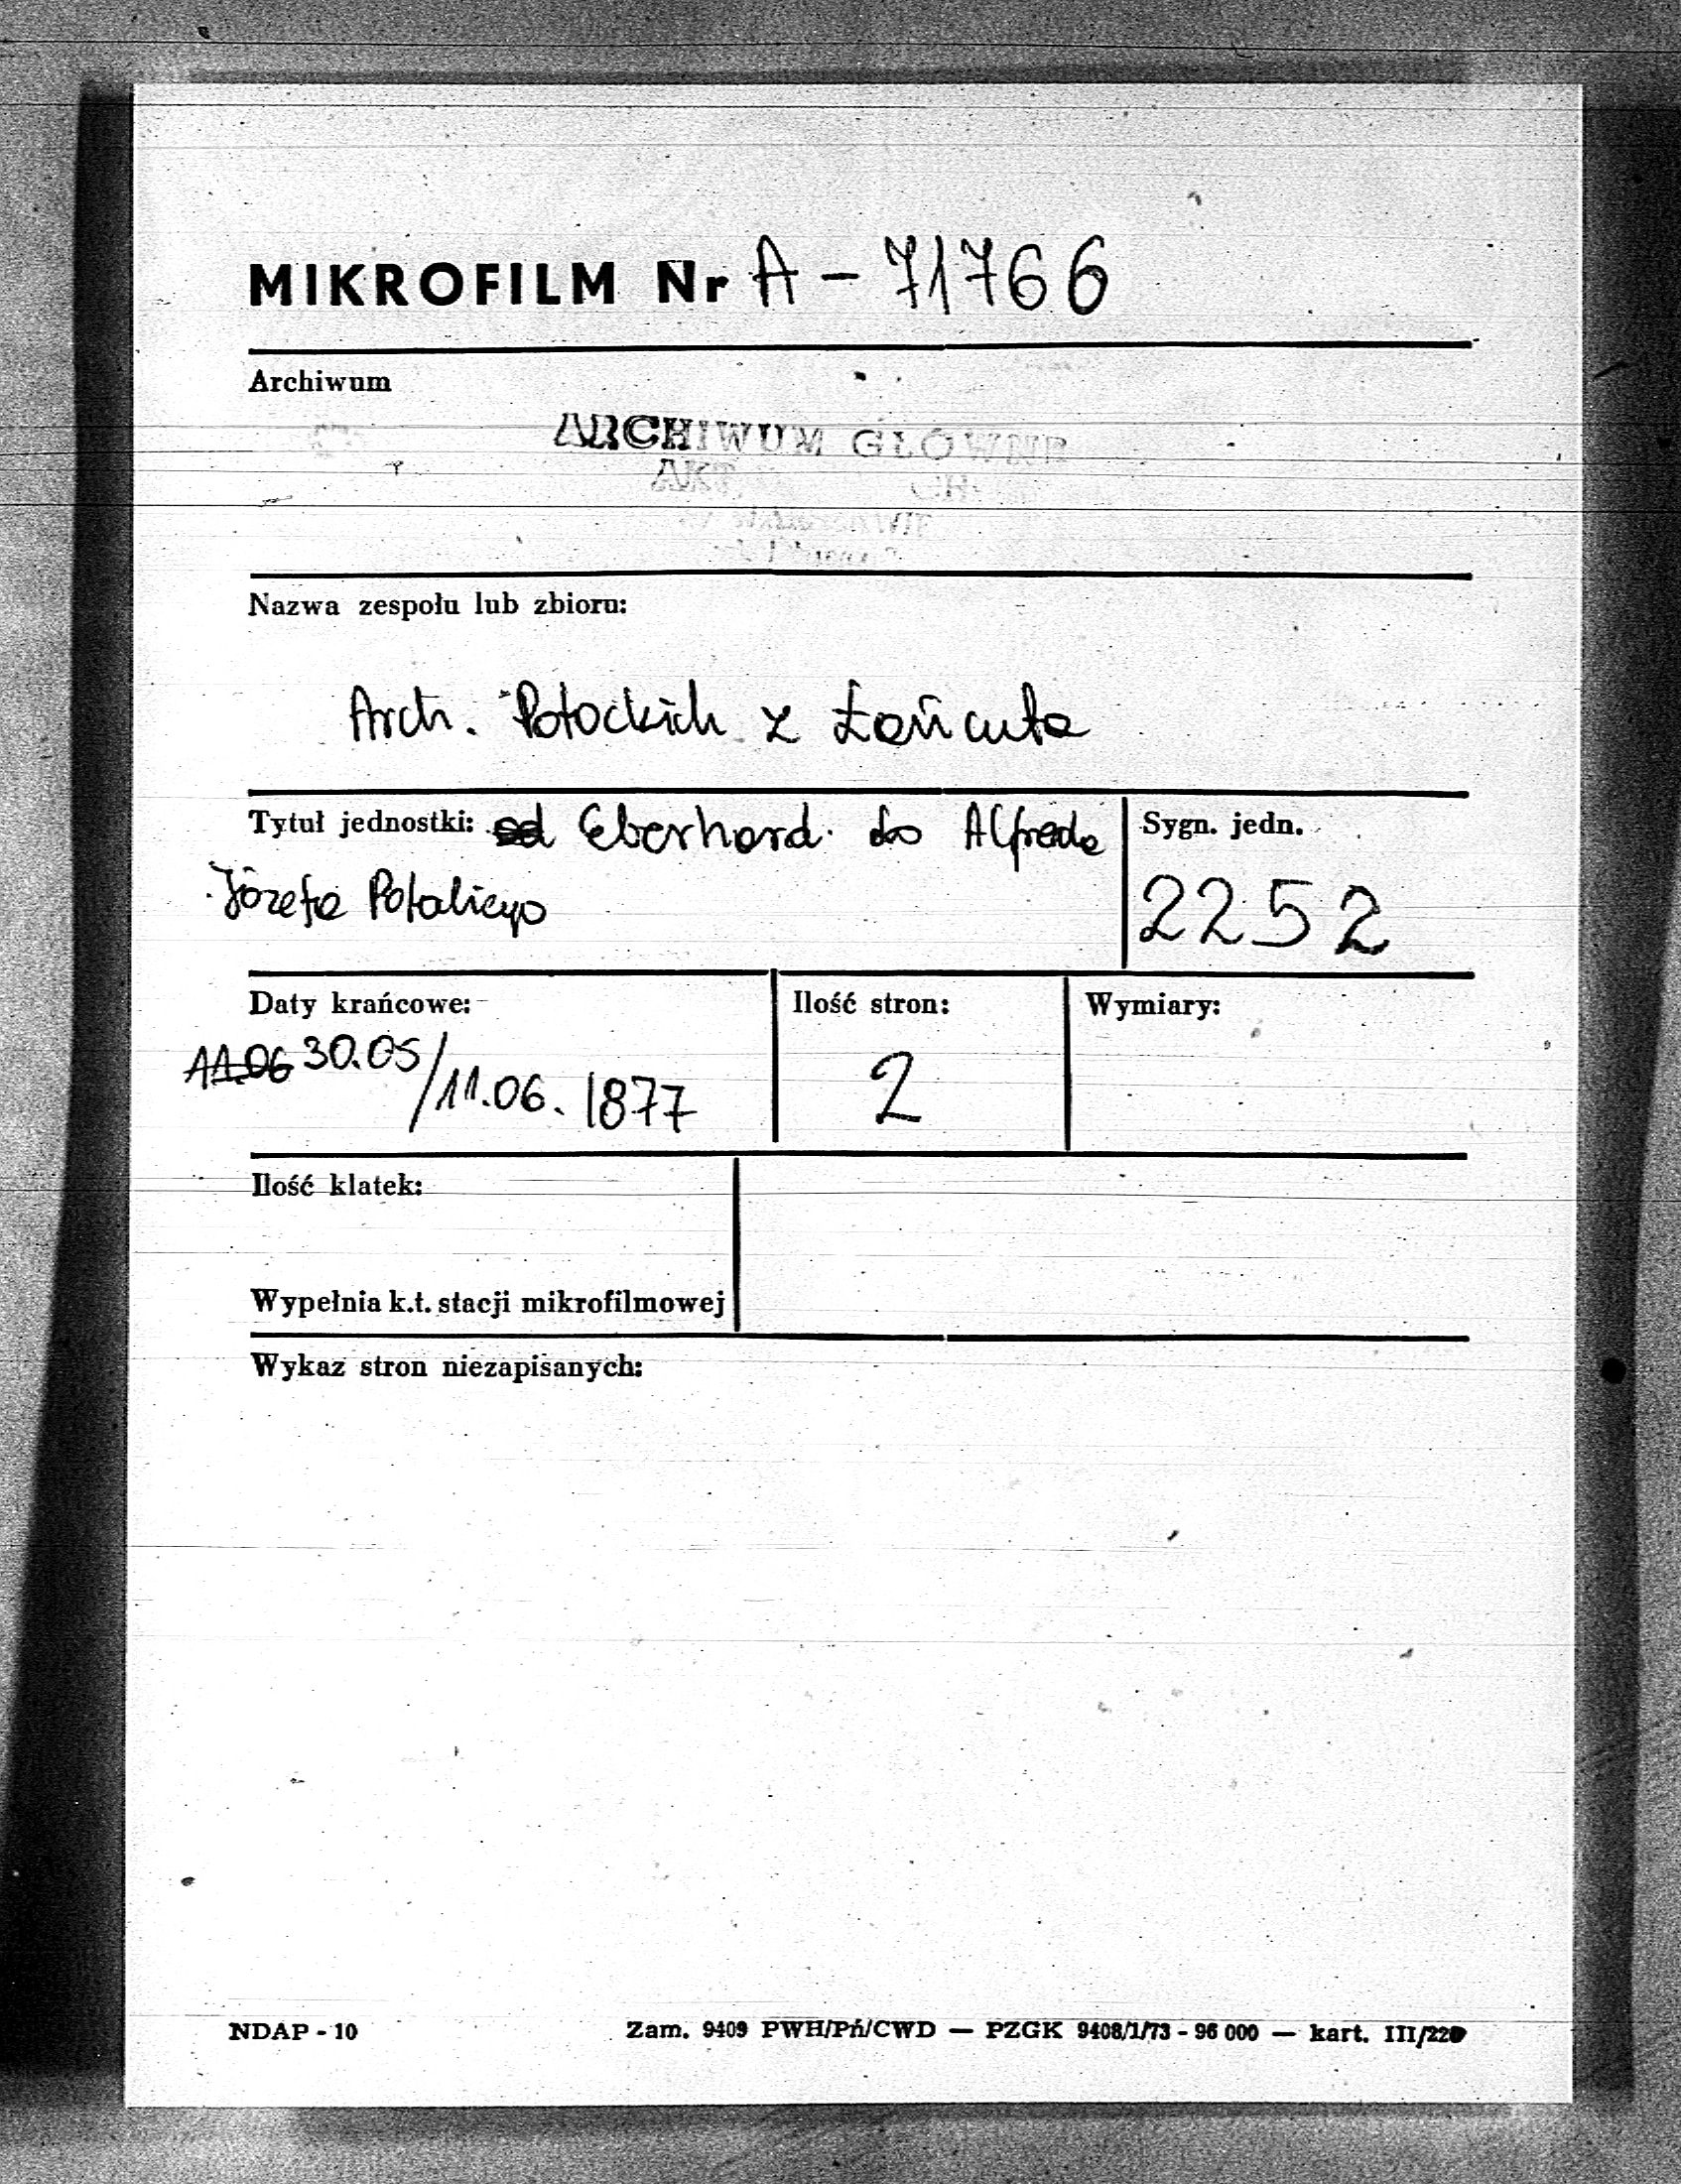 MIKROFILM Nr A - 71766
Archiwum
ARCHIWUM GŁÓWNE
AKT
Nazwa zespołu lub zbioru:
Arch. Potockich z Łańcuta
Tytuł jednostki: od Eberhard. do Alfreda
Józefa Potockiego
Sygn. jedn.
2252
Daty krańcowe:
11.06 30.05/11.06. 1877
Ilość stron:
2
Wymiary:
Ilość klatek:
Wypełnia k.t. stacji mikrofilmowej
Wykaz stron niezapisanych:
NDAP - 10
Zam. 9409 PWH/Pń/CWD — PZGK 9408/1/73 - 96 000 — kart. III/220